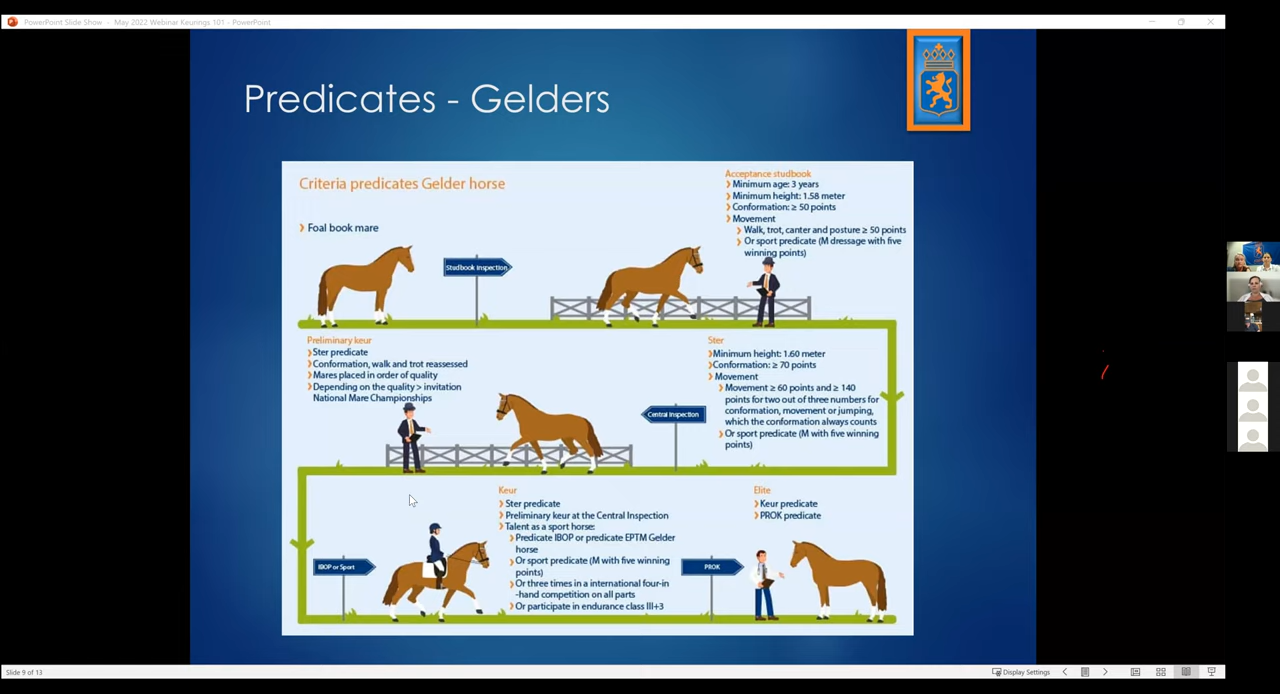 PowerPoint Slide Show - May 2022 Webinar Keurings 101 - PowerPoint
Predicates - Gelders
Criteria predicates Gelder horse
Foal book mare
Studbook Inspection
Acceptance studbook
Minimum age: 3 years
Minimum height: 1.58 meter
Conformation: ≥ 50 points
Movement
Walk, trot, canter and posture ≥ 50 points
Or sport predicate (M dressage with five
winning points)
Preliminary keur
Ster predicate
Conformation, walk and trot reassessed
Mares placed in order of quality
Depending on the quality > invitation
National Mare Championships
Central Inspection
Ster
Minimum height: 1.60 meter
Conformation: ≥ 70 points
Movement
Movement ≥ 60 points and ≥ 140
points for two out of three numbers for
conformation, movement or jumping,
which the conformation always counts
Or sport predicate (M with five winning
points)
IBOP or Sport
Keur
Ster predicate
Preliminary keur at the Central Inspection
Talent as a sport horse:
Predicate IBOP or predicate EPTM Gelder
horse
Or sport predicate (M with five winning
points)
Or three times in a international four-in
-hand competition on all parts
Or participate in endurance class III+3
PROK
Elite
Keur predicate
PROK predicate
Slide 9 of 13
Display Settings